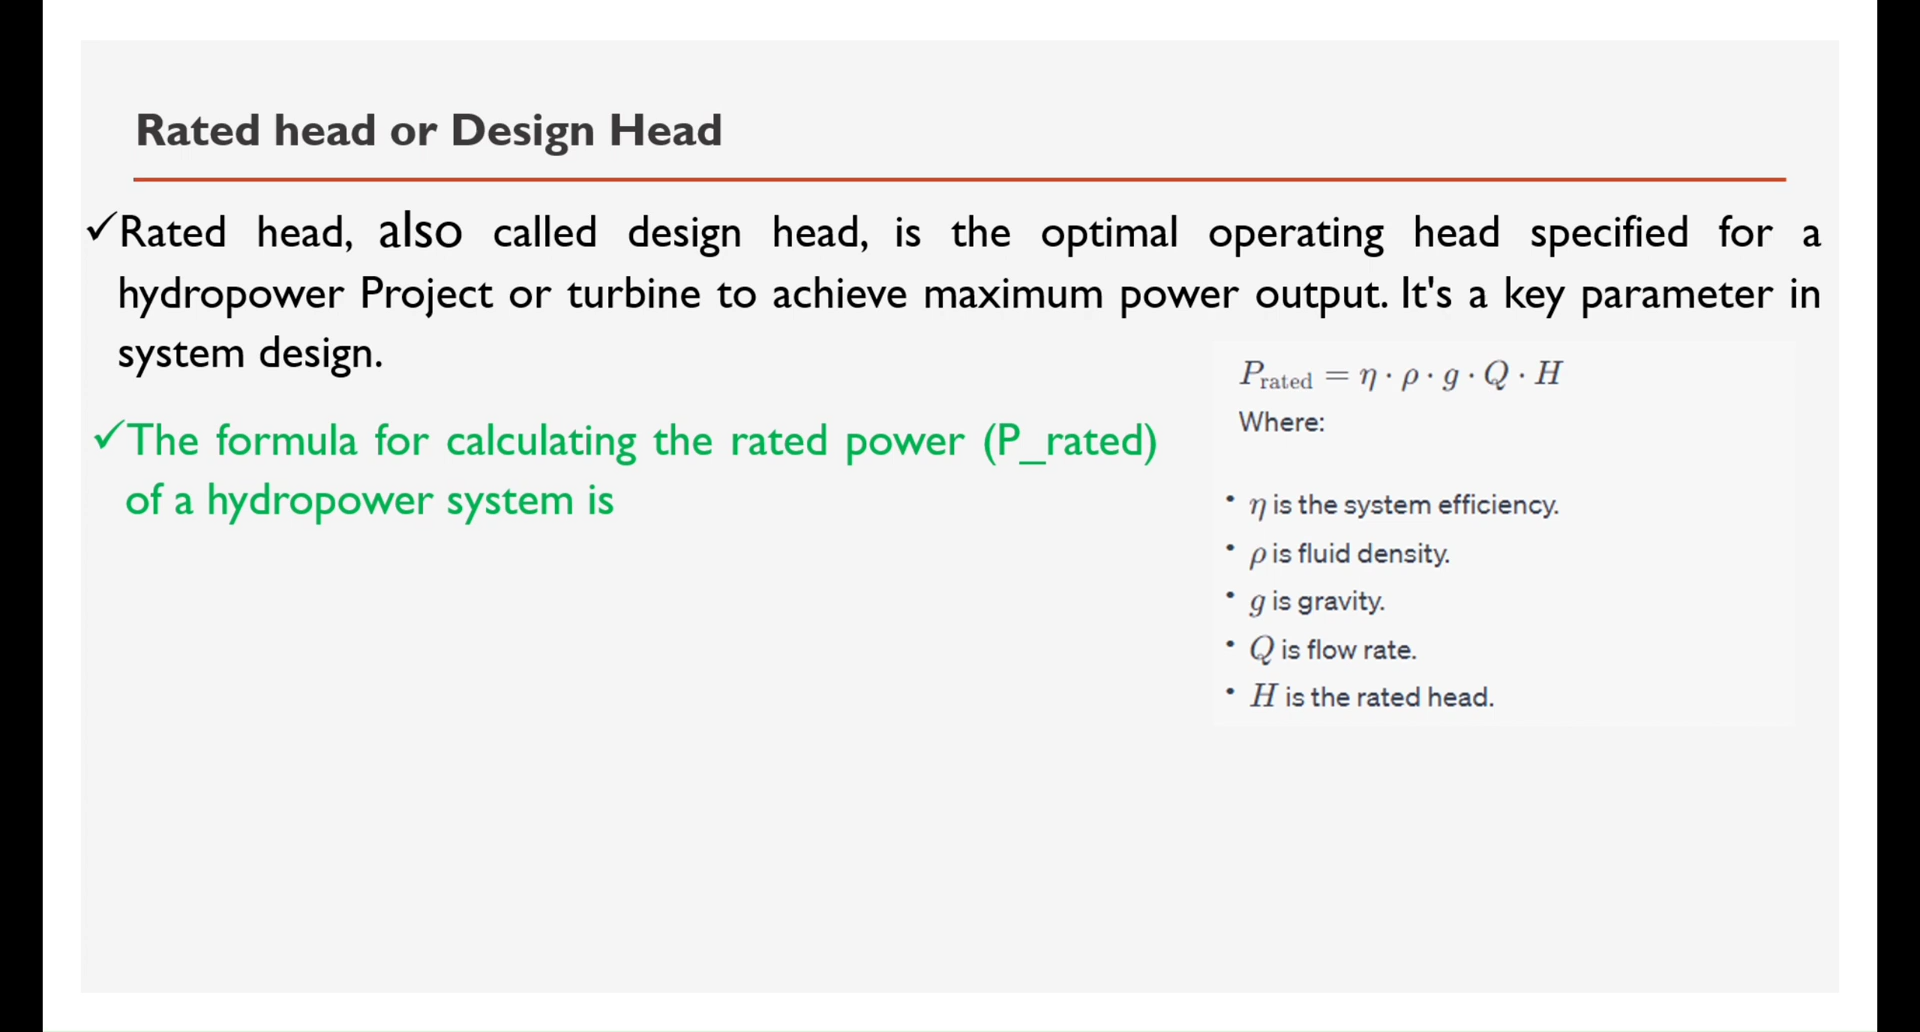 Rated head or Design Head
✓Rated head, also called design head, is the optimal operating head specified for a
hydropower Project or turbine to achieve maximum power output. It's a key parameter in
system design.
✓The formula for calculating the rated power (P_rated)
of a hydropower system is
P_rated = η · ρ · g · Q · H
Where:
• η is the system efficiency.
• ρ is fluid density.
• g is gravity.
• Q is flow rate.
• H is the rated head.